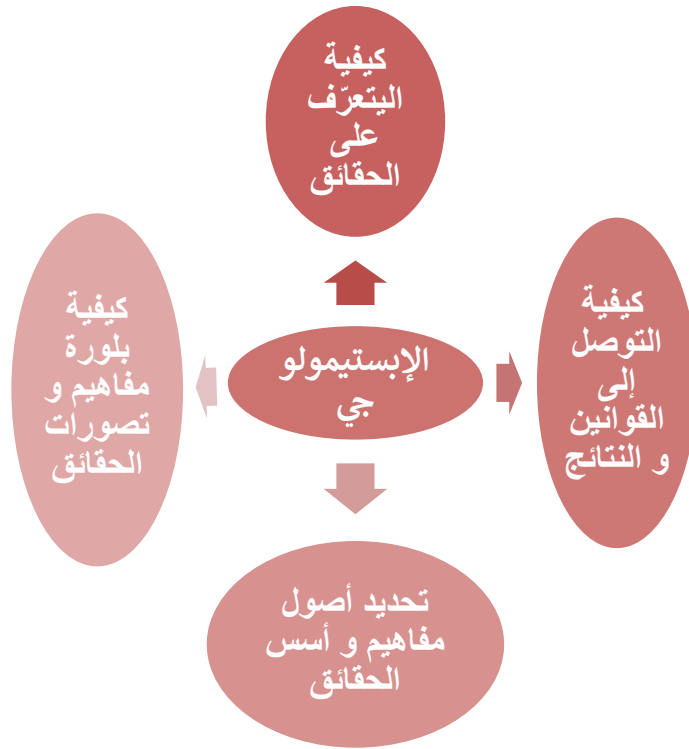 كيفية
اليتعرّف
على
الحقائق
كيفية
التوصل
إلى
القوانين
و النتائج
الإبستيمولو
جي
كيفية
بلورة
مفاهيم و
تصورات
الحقائق
تحديد أصول
مفاهيم و أسس
الحقائق